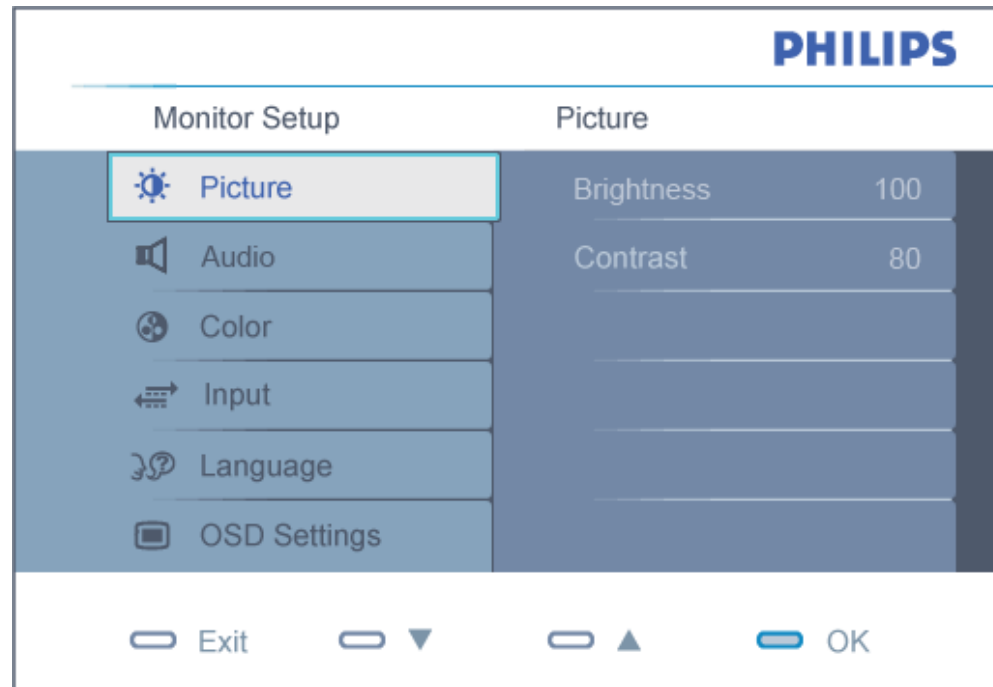 PHILIPS
Monitor Setup Picture
Picture Brightness 100
Audio Contrast 80
Color
Input
Language
OSD Settings
Exit ▼ ▲ OK